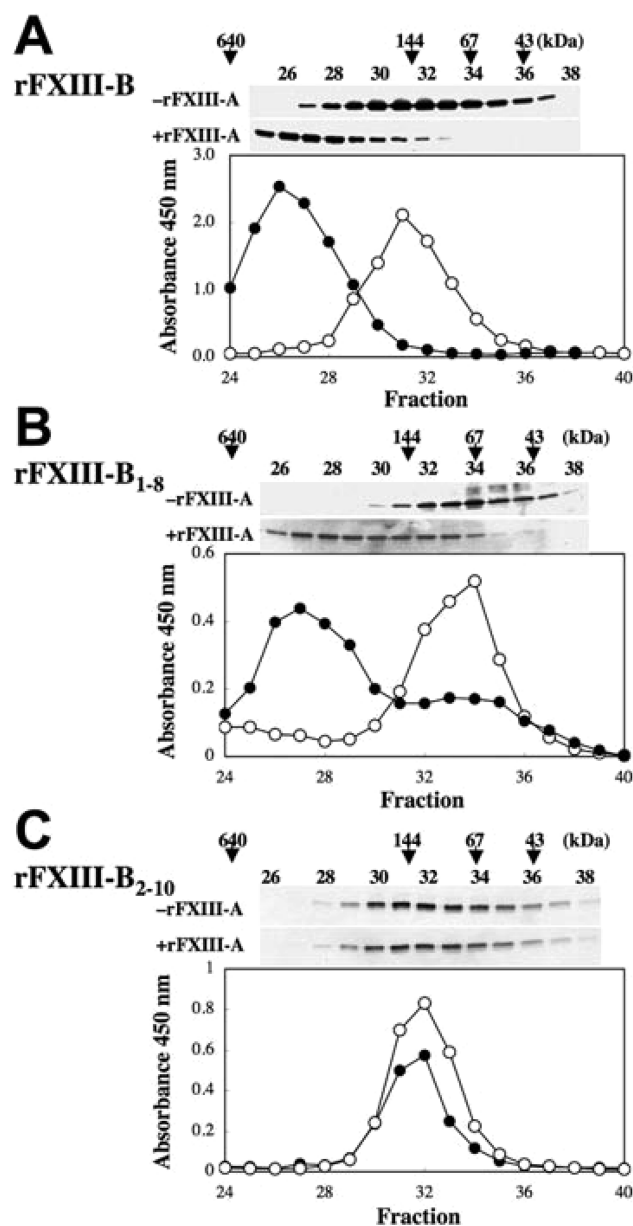 A
640 144 67 43 (kDa)
rFXIII-B
26 28 30 32 34 36 38
–rFXIII-A
+rFXIII-A
3.0
2.0
1.0
0.0
Absorbance 450 nm
24 28 32 36 40
Fraction
B
640 144 67 43 (kDa)
rFXIII-B1-8
26 28 30 32 34 36 38
–rFXIII-A
+rFXIII-A
0.6
0.4
0.2
0
Absorbance 450 nm
24 28 32 36 40
Fraction
C
640 144 67 43 (kDa)
rFXIII-B2-10
26 28 30 32 34 36 38
–rFXIII-A
+rFXIII-A
1
0.8
0.6
0.4
0.2
0
Absorbance 450 nm
24 28 32 36 40
Fraction